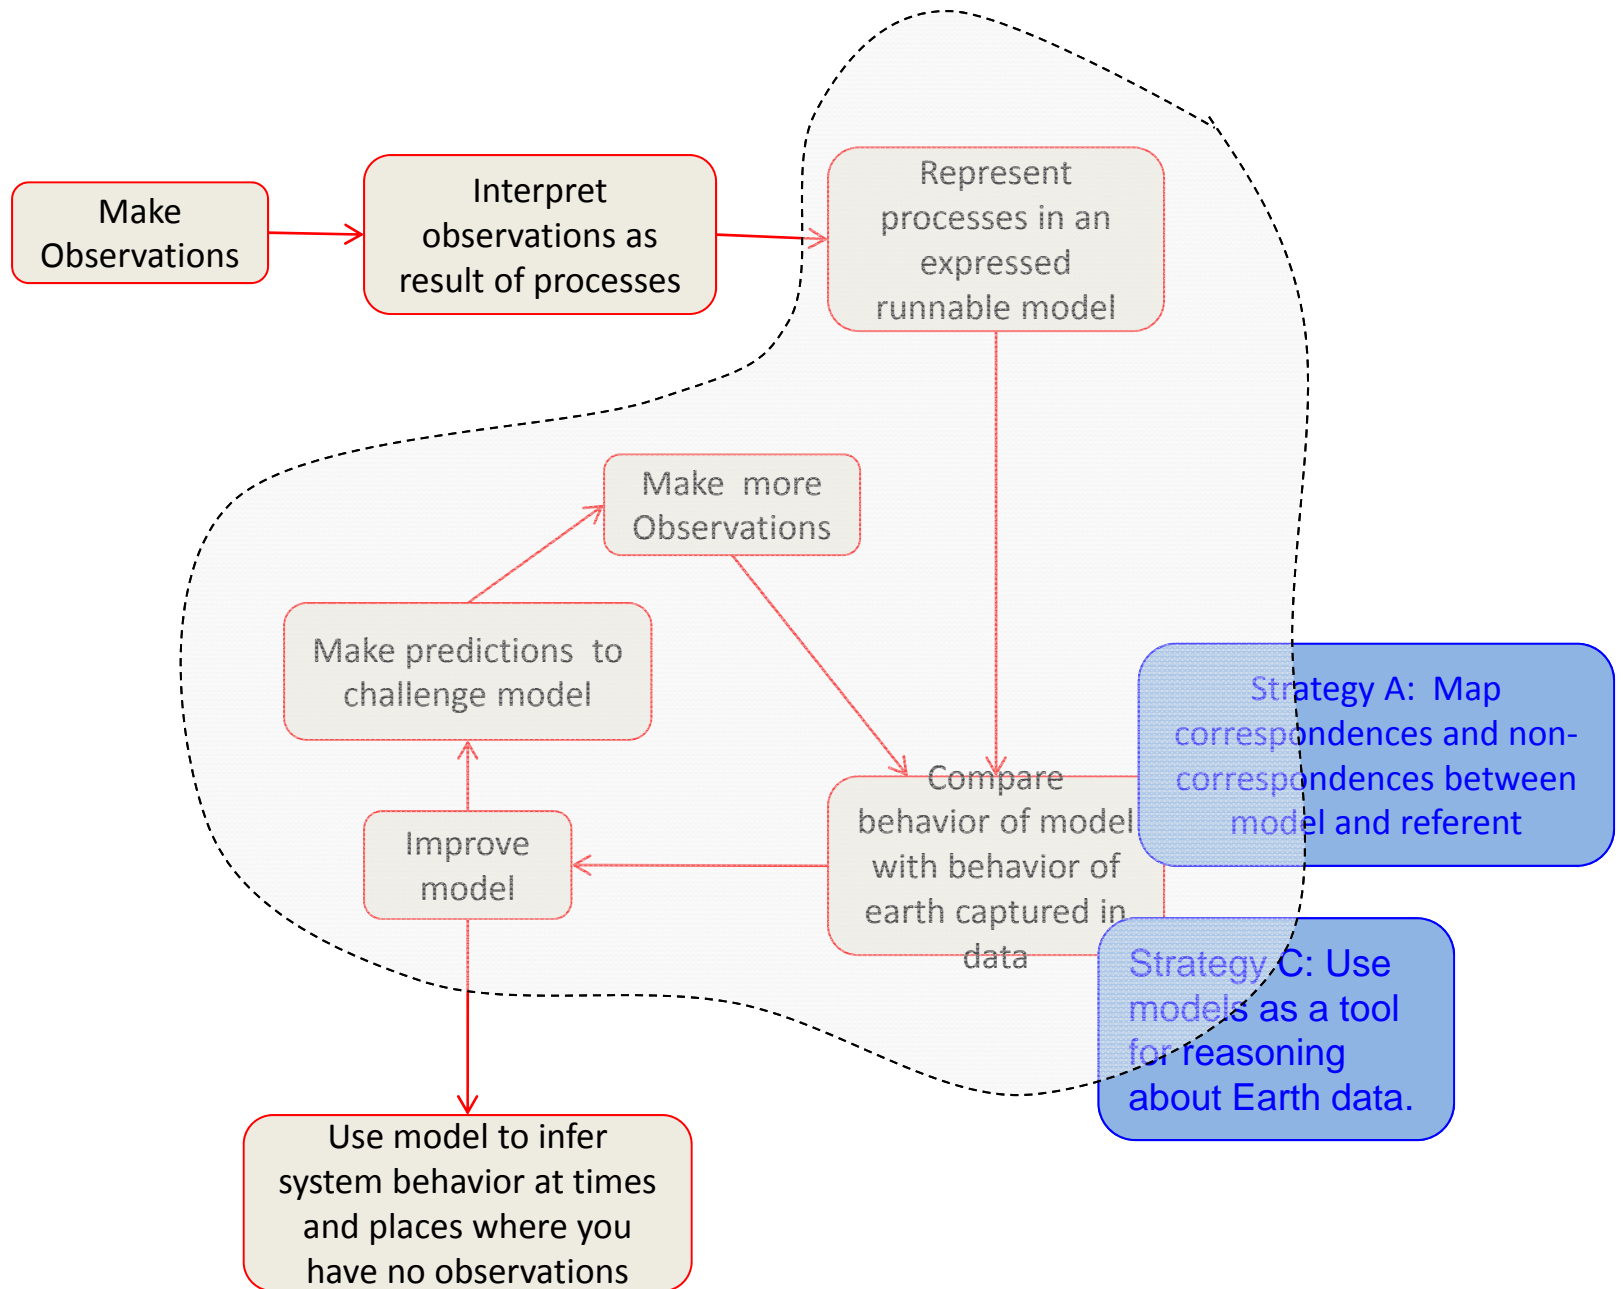 Make
Observations
Interpret
observations as
result of processes
Represent
processes in an
expressed
runnable model
Make more
Observations
Make predictions to
challenge model
Improve
model
Compare
behavior of model
with behavior of
earth captured in
data
Strategy A: Map
correspondences and non-
correspondences between
model and referent
Strategy C: Use
models as a tool
for reasoning
about Earth data.
Use model to infer
system behavior at times
and places where you
have no observations